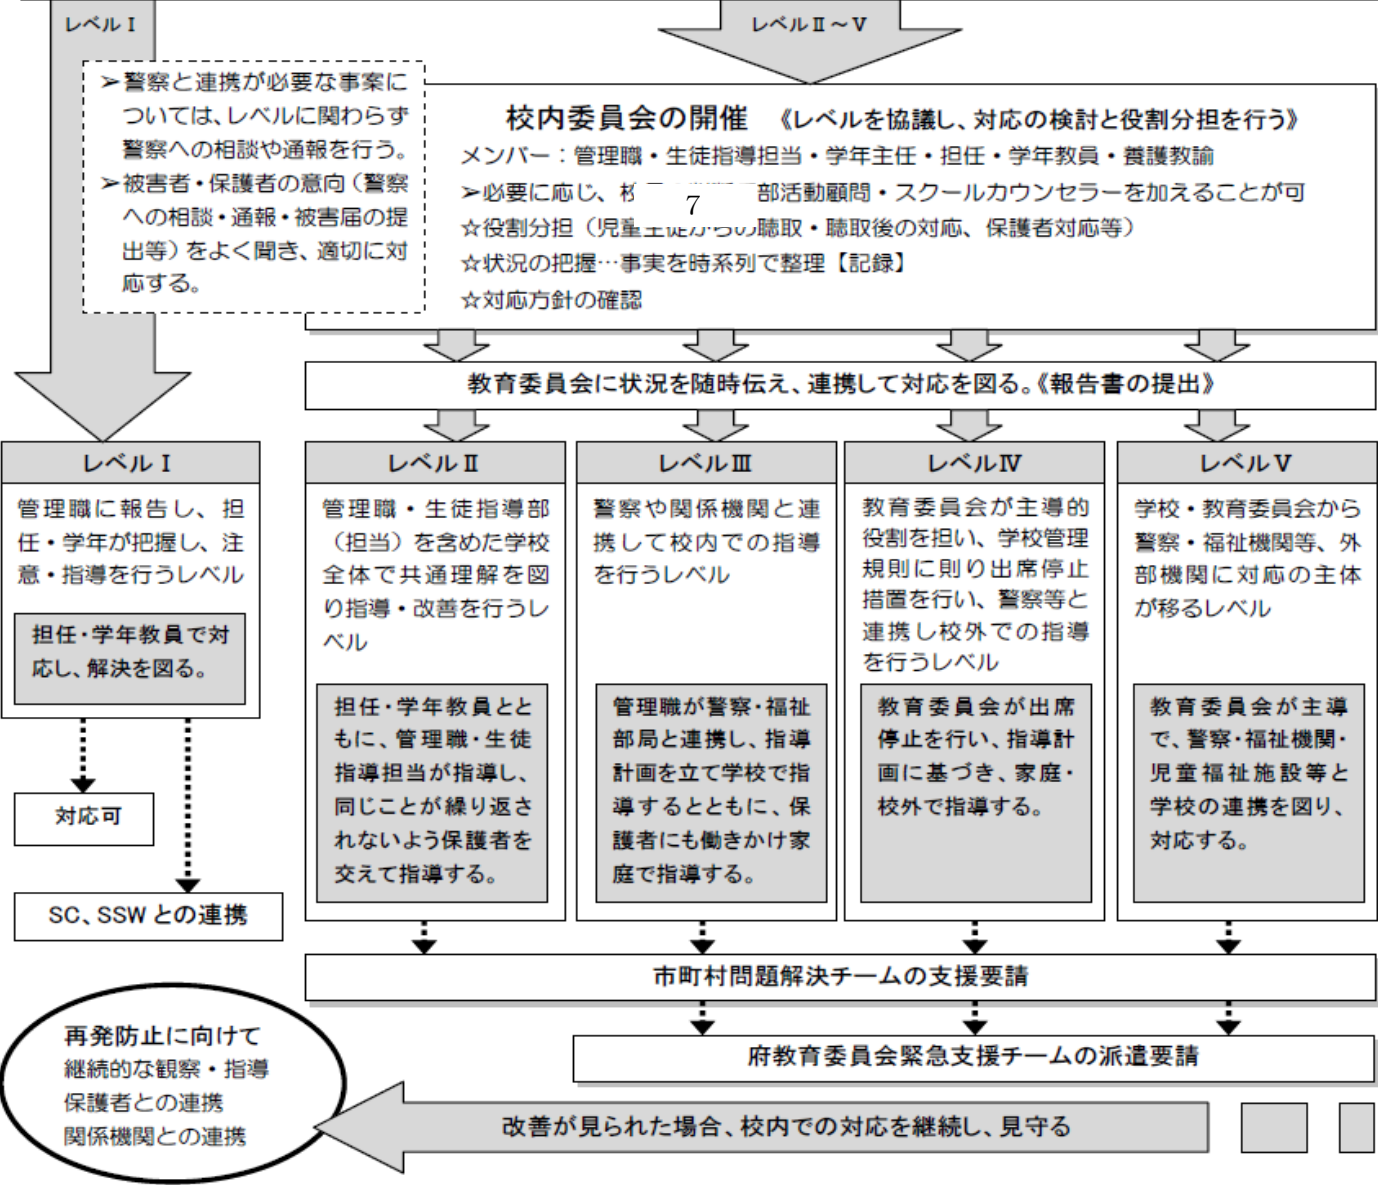 レベルⅠ
レベルⅡ～Ⅴ
➢警察と連携が必要な事案に
ついては、レベルに関わらず
警察への相談や通報を行う。
➢被害者・保護者の意向（警察
への相談・通報・被害届の提
出等）をよく聞き、適切に対
応する。
校内委員会の開催　《レベルを協議し、対応の検討と役割分担を行う》
メンバー：管理職・生徒指導担当・学年主任・担任・学年教員・養護教諭
➢必要に応じ、部活動顧問・スクールカウンセラーを加えることが可
7
☆役割分担（児童生徒からの聴取・聴取後の対応、保護者対応等）
☆状況の把握…事実を時系列で整理【記録】
☆対応方針の確認
教育委員会に状況を随時伝え、連携して対応を図る。《報告書の提出》
レベルⅠ
管理職に報告し、担
任・学年が把握し、注
意・指導を行うレベル
担任・学年教員で対
応し、解決を図る。
対応可
SC、SSWとの連携
レベルⅡ
管理職・生徒指導部
（担当）を含めた学校
全体で共通理解を図
り指導・改善を行うレ
ベル
担任・学年教員とと
もに、管理職・生徒
指導担当が指導し、
同じことが繰り返さ
れないよう保護者を
交えて指導する。
レベルⅢ
警察や関係機関と連
携して校内での指導
を行うレベル
管理職が警察・福祉
部局と連携し、指導
計画を立て学校で指
導するとともに、保
護者にも働きかけ家
庭で指導する。
レベルⅣ
教育委員会が主導的
役割を担い、学校管理
規則に則り出席停止
措置を行い、警察等と
連携し校外での指導
を行うレベル
教育委員会が出席
停止を行い、指導計
画に基づき、家庭・
校外で指導する。
レベルⅤ
学校・教育委員会から
警察・福祉機関等、外
部機関に対応の主体
が移るレベル
教育委員会が主導
で、警察・福祉機関・
児童福祉施設等と
学校の連携を図り、
対応する。
市町村問題解決チームの支援要請
府教育委員会緊急支援チームの派遣要請
再発防止に向けて
継続的な観察・指導
保護者との連携
関係機関との連携
改善が見られた場合、校内での対応を継続し、見守る